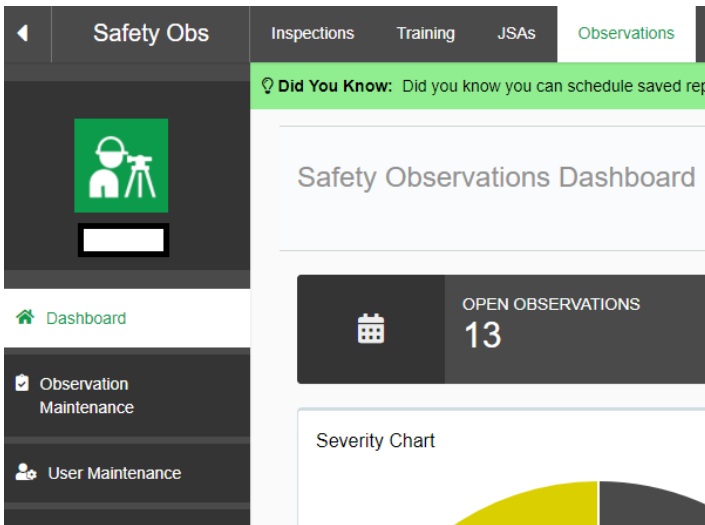 Safety Obs
Inspections Training JSAs Observations
Did You Know: Did you know you can schedule saved
Safety Observations Dashboard
OPEN OBSERVATIONS
13
Dashboard
Observation
Maintenance
Severity Chart
User Maintenance